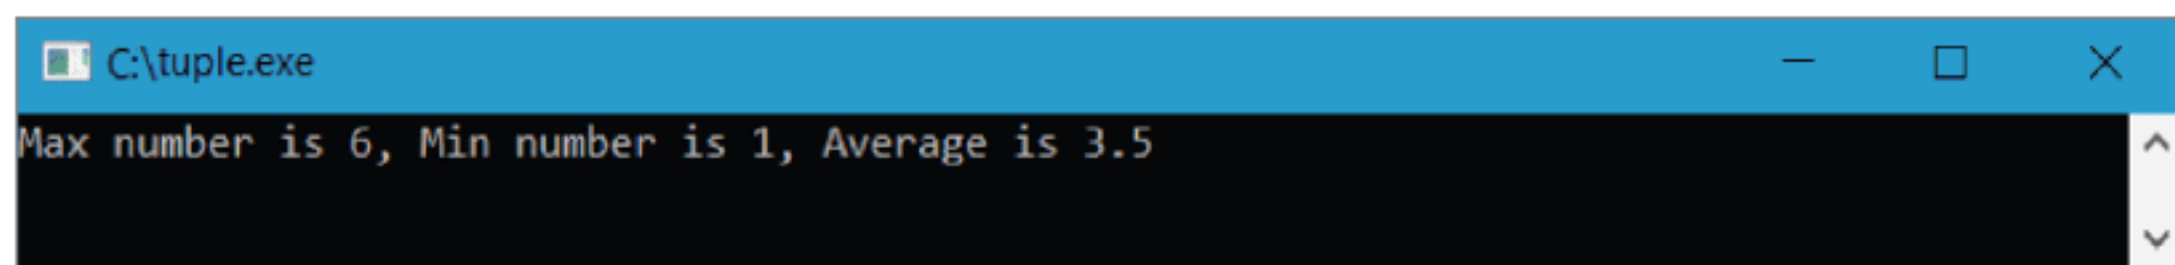 C:\tuple.exe
Max number is 6, Min number is 1, Average is 3.5